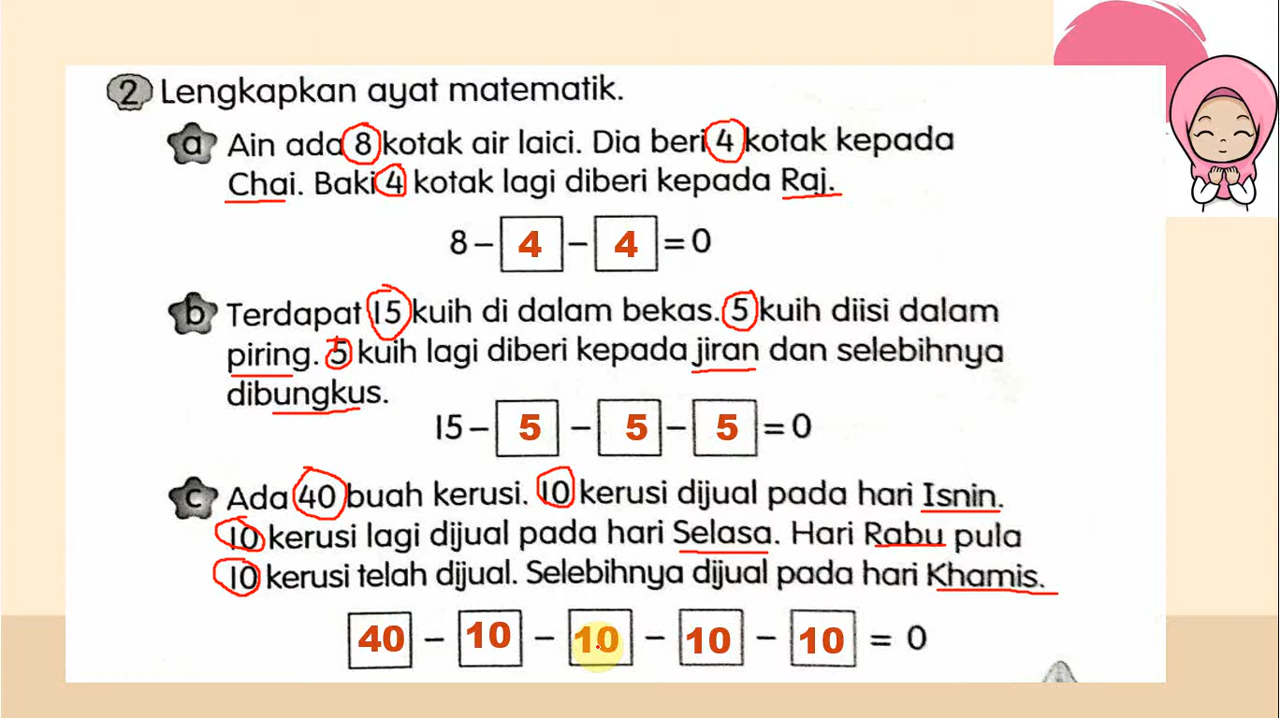 2 Lengkapkan ayat matematik.
a Ain ada 8 kotak air laici. Dia beri 4 kotak kepada
Chai. Baki 4 kotak lagi diberi kepada Raj.
8 – 4 – 4 = 0
b Terdapat 15 kuih di dalam bekas. 5 kuih diisi dalam
piring. 5 kuih lagi diberi kepada jiran dan selebihnya
dibungkus.
15 – 5 – 5 – 5 = 0
c Ada 40 buah kerusi. 10 kerusi dijual pada hari Isnin.
10 kerusi lagi dijual pada hari Selasa. Hari Rabu pula
10 kerusi telah dijual. Selebihnya dijual pada hari Khamis.
40 – 10 – 10 – 10 – 10 = 0